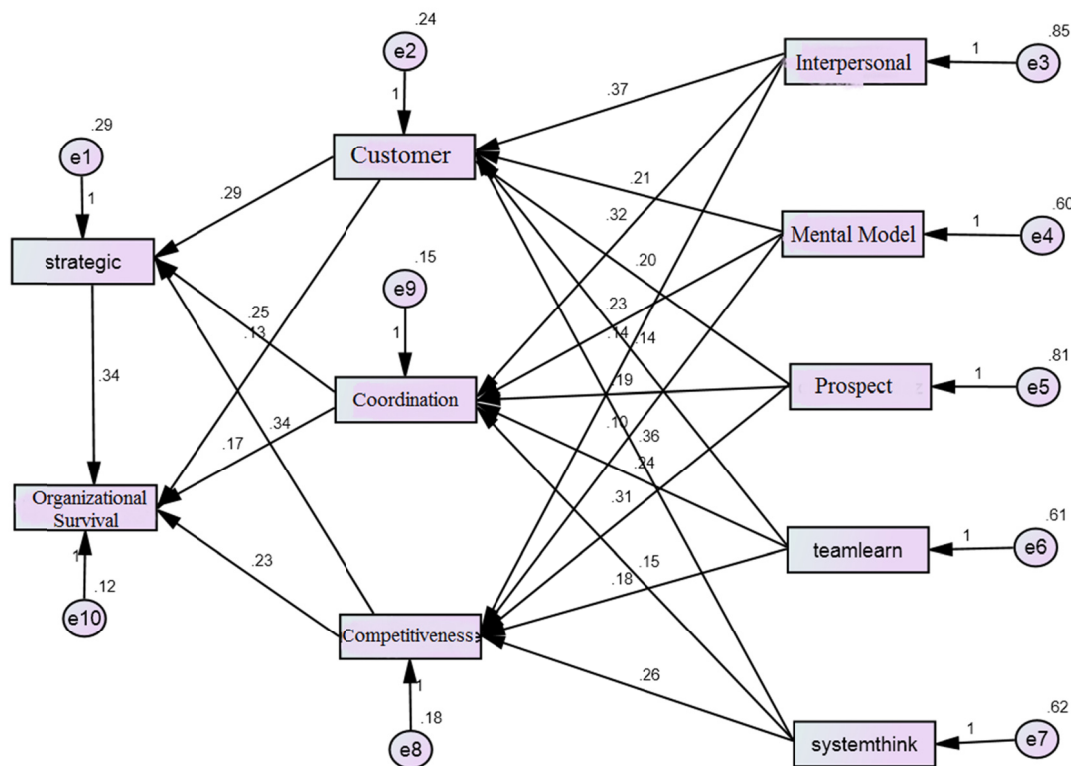 .24
.85
e2
Interpersonal
1
e3
1
.37
.29
Customer
e1
.21
.60
1
.29
.32
Mental Model
1
e4
strategic
.15
.20
e9
.25
.23
.13
1
.14
.14
.81
.34
.19
Prospect
1
e5
Coordination
.10
.36
.34
.17
.24
Organizational
Survival
.31
.61
teamlearn
1
e6
1
.23
.15
.12
.18
e10
Competitiveness
1
.26
.62
.18
systemthink
1
e7
e8